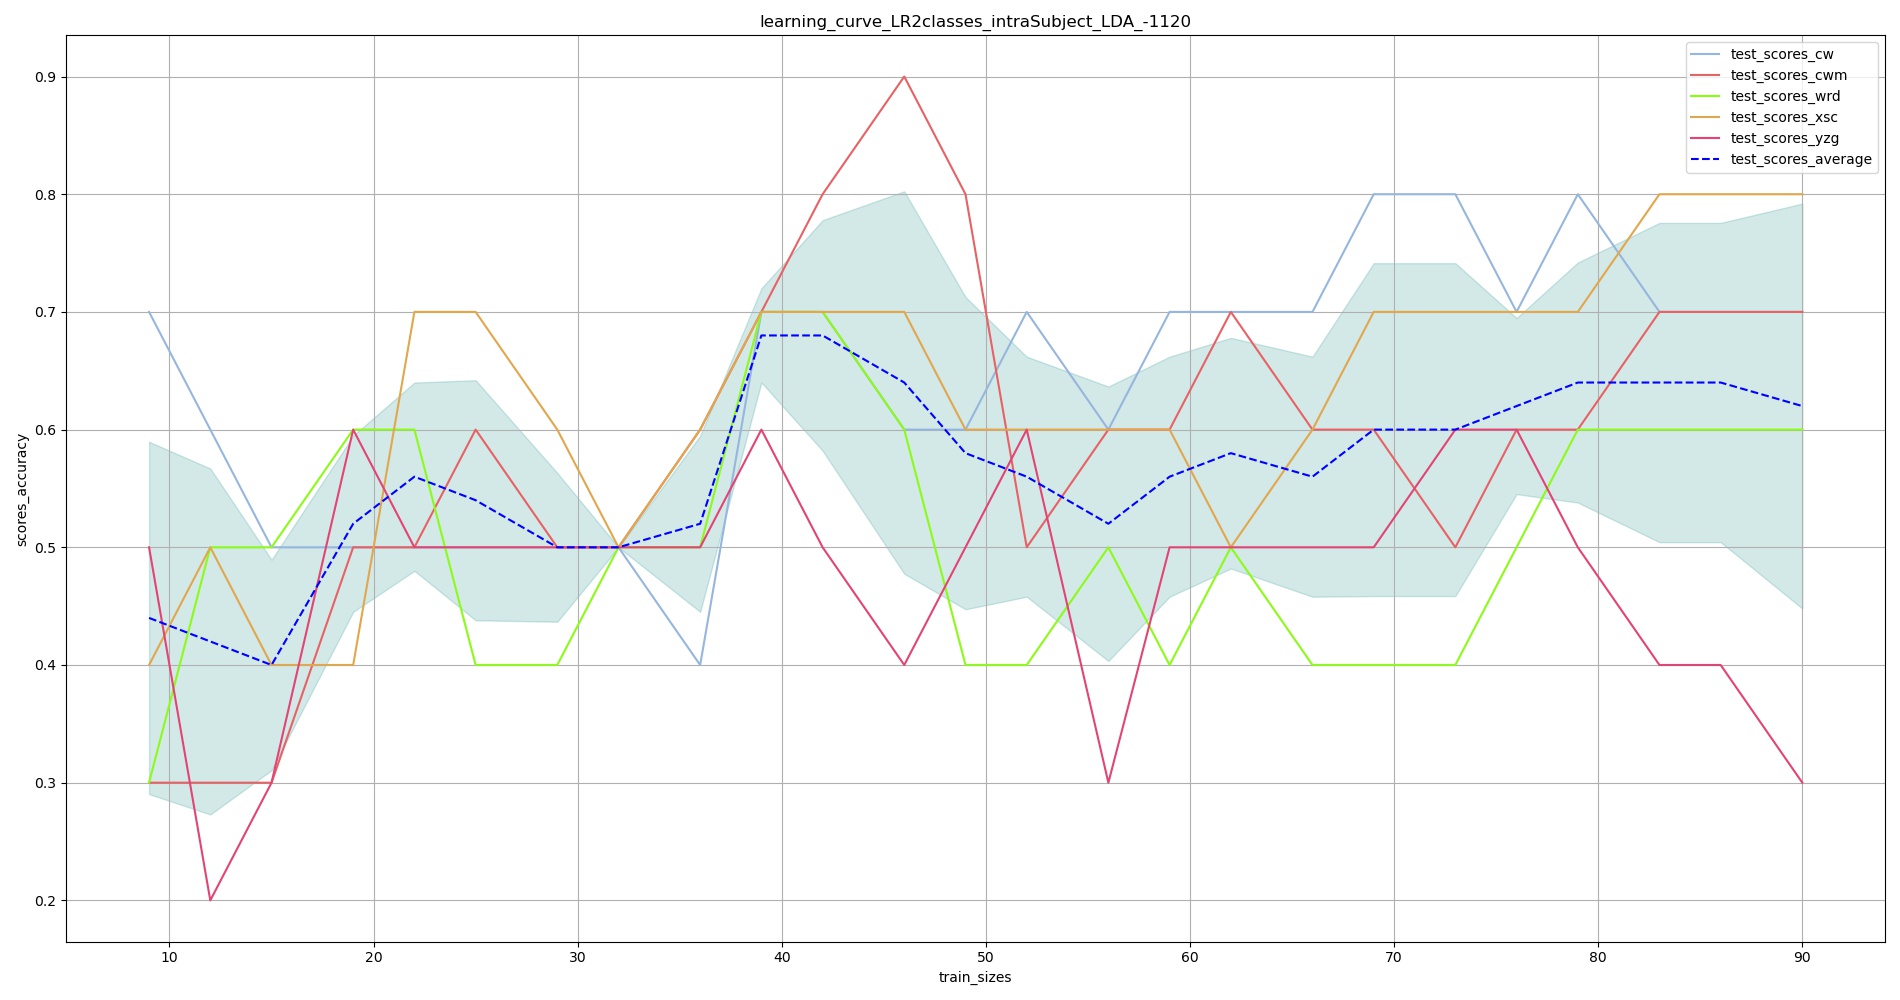 learning_curve_LR2classes_intraSubject_LDA_-1120
test_scores_cw
test_scores_cwm
test_scores_wrd
test_scores_xsc
test_scores_yzg
test_scores_average
scores_accuracy
0.9
0.8
0.7
0.6
0.5
0.4
0.3
0.2
10 20 30 40 50 60 70 80 90
train_sizes